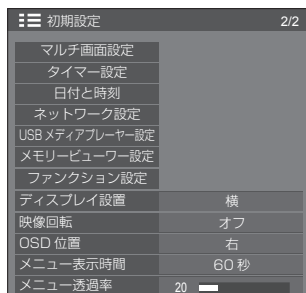 初期設定 2/2
マルチ画面設定
タイマー設定
日付と時刻
ネットワーク設定
USBメディアプレーヤー設定
メモリービューワー設定
ファンクション設定
ディスプレイ設置 横
映像回転 オフ
OSD 位置 右
メニュー表示時間 60 秒
メニュー透過率 20